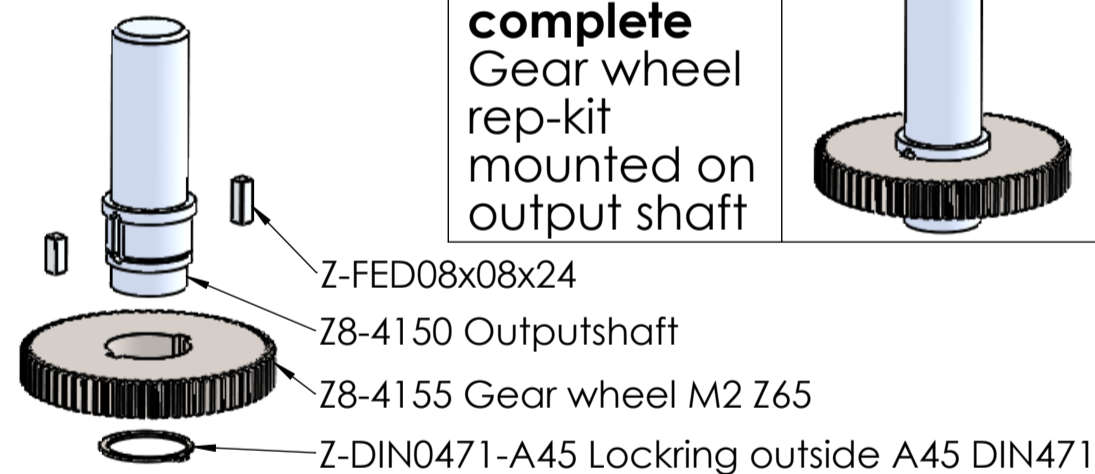 complete
Gear wheel
rep-kit
mounted on
output shaft
Z-FED08x08x24
Z8-4150 Outputshaft
Z8-4155 Gear wheel M2 Z65
Z-DIN0471-A45 Lockring outside A45 DIN471